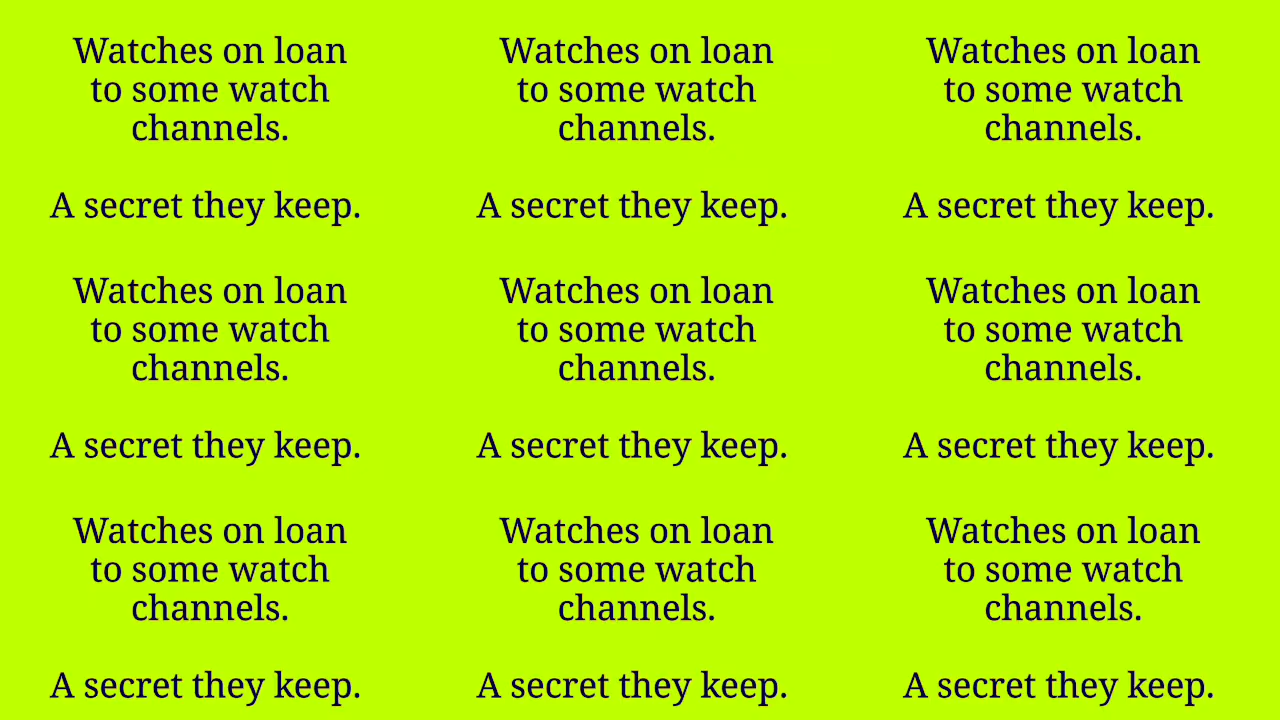 Watches on loan
to some watch
channels.
A secret they keep.
Watches on loan
to some watch
channels.
A secret they keep.
Watches on loan
to some watch
channels.
A secret they keep.
Watches on loan
to some watch
channels.
A secret they keep.
Watches on loan
to some watch
channels.
A secret they keep.
Watches on loan
to some watch
channels.
A secret they keep.
Watches on loan
to some watch
channels.
A secret they keep.
Watches on loan
to some watch
channels.
A secret they keep.
Watches on loan
to some watch
channels.
A secret they keep.